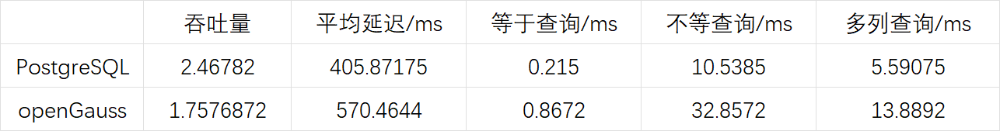 吞吐量 平均延迟/ms 等于查询/ms 不等查询/ms 多列查询/ms
PostgreSQL 2.46782 405.87175 0.215 10.5385 5.59075
openGauss 1.7576872 570.4644 0.8672 32.8572 13.8892